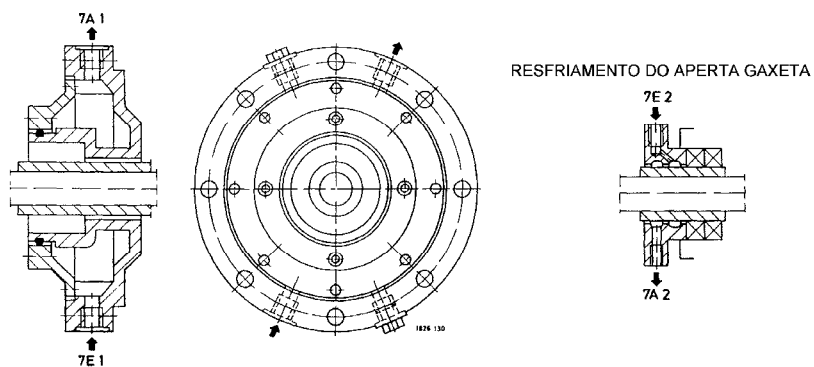 7A 1
RESFRIAMENTO DO APERTA GAXETA
7E 2
7A 2
1826 130
7E 1